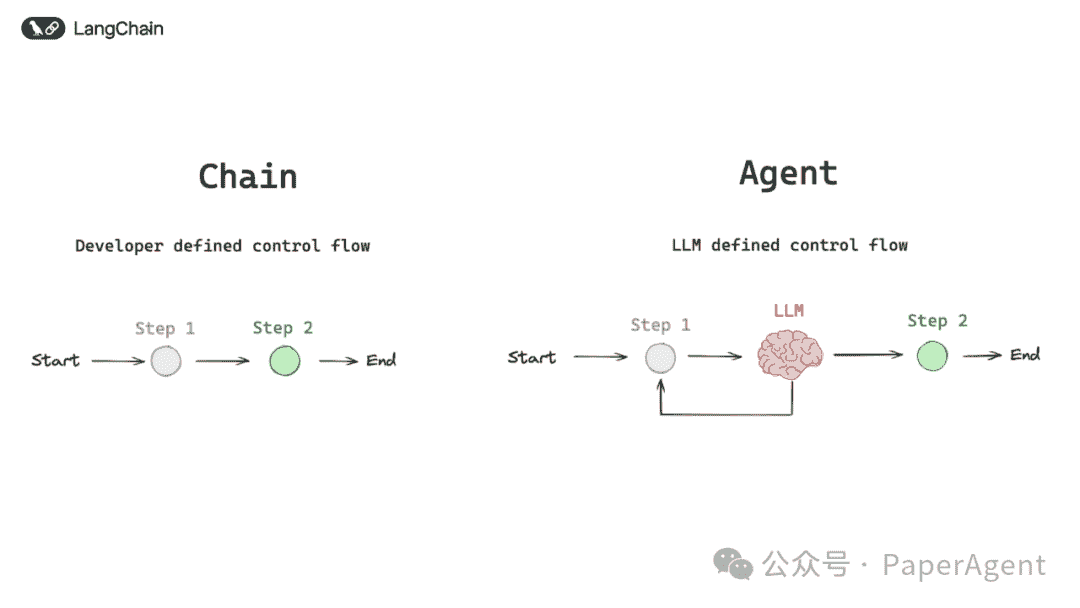 LangChain
Chain
Developer defined control flow
Start
Step 1
Step 2
End
Agent
LLM defined control flow
Start
Step 1
LLM
Step 2
End
公众号 · PaperAgent